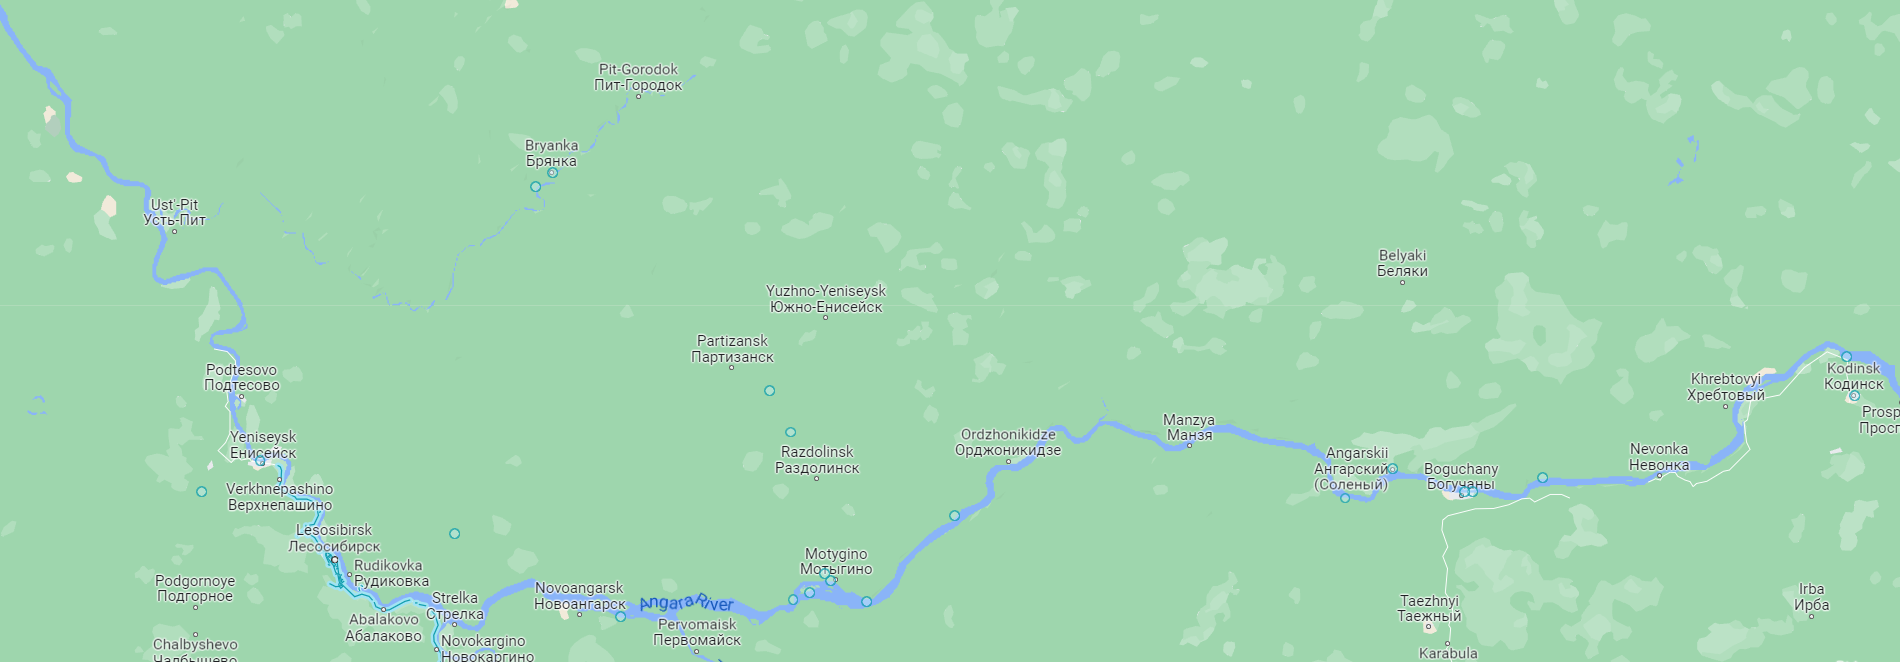 Pit-Gorodok
Пит-Городок
Bryanka
Брянка
Ust'-Pit
Усть-Пит
Belyaki
Беляки
Yuzhno-Yeniseysk
Южно-Енисейск
Partizansk
Партизанск
Podtesovo
Подтесово
Khrebtovyi
Хребтовый
Kodinsk
Кодинск
Prosp
Просп
Manzya
Манзя
Ordzhonikidze
Орджоникидзе
Yeniseysk
Енисейск
Razdolinsk
Раздолинск
Angarskii
Ангарский
(Соленый)
Boguchany
Богучаны
Nevonka
Невонка
Verkhnepashino
Верхнепашино
Lesosibirsk
Лесосибирск
Rudikovka
Рудиковка
Motygino
Мотыгино
Podgornoye
Подгорное
Strelka
Стрелка
Novoangarsk
Новоангарск
Angara River
Abalakovo
Абалаково
Pervomaisk
Первомайск
Taezhnyi
Таежный
Irba
Ирба
Chalbyshevo
Чалбышево
Novokargino
Новокаргино
Karabula